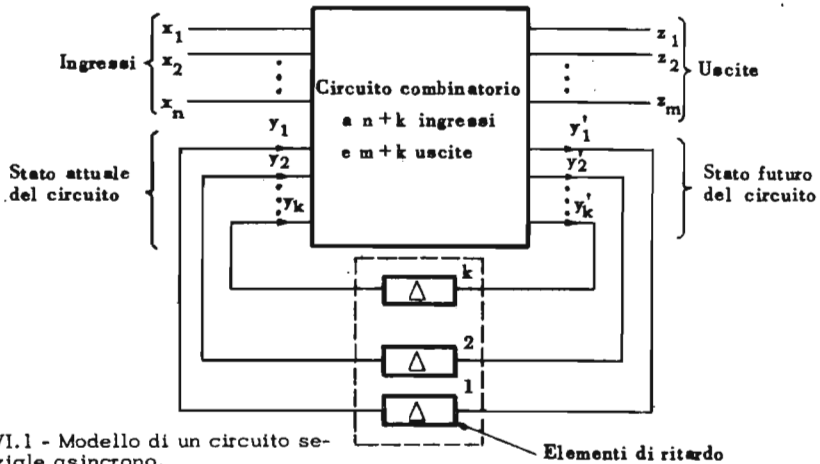 x1
x2
xn
Ingressi
Circuito combinatorio
a n+k ingressi
e m+k uscite
z1
z2
zm
Uscite
y1
y2
yk
Stato attuale
del circuito
y'1
y'2
y'k
Stato futuro
del circuito
Δ k
Δ 2
Δ 1
Elementi di ritardo
VI.1 - Modello di un circuito se-
ziale asincrono.